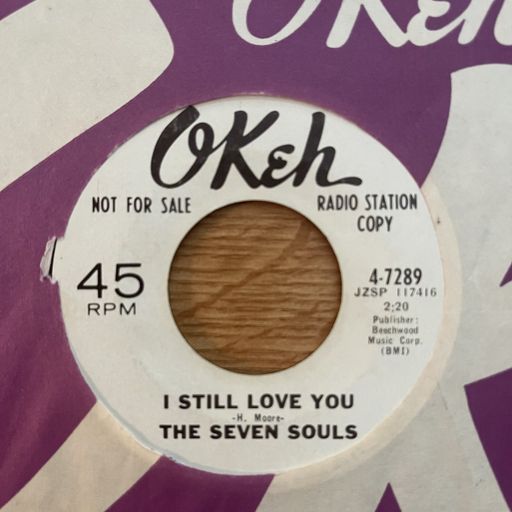 OKeh
OKeh
NOT FOR SALE
RADIO STATION
COPY
45
RPM
4-7289
JZSP 117416
2;20
Publisher:
Beechwood
Music Corp.
(BMI)
I STILL LOVE YOU
-H. Moore-
THE SEVEN SOULS